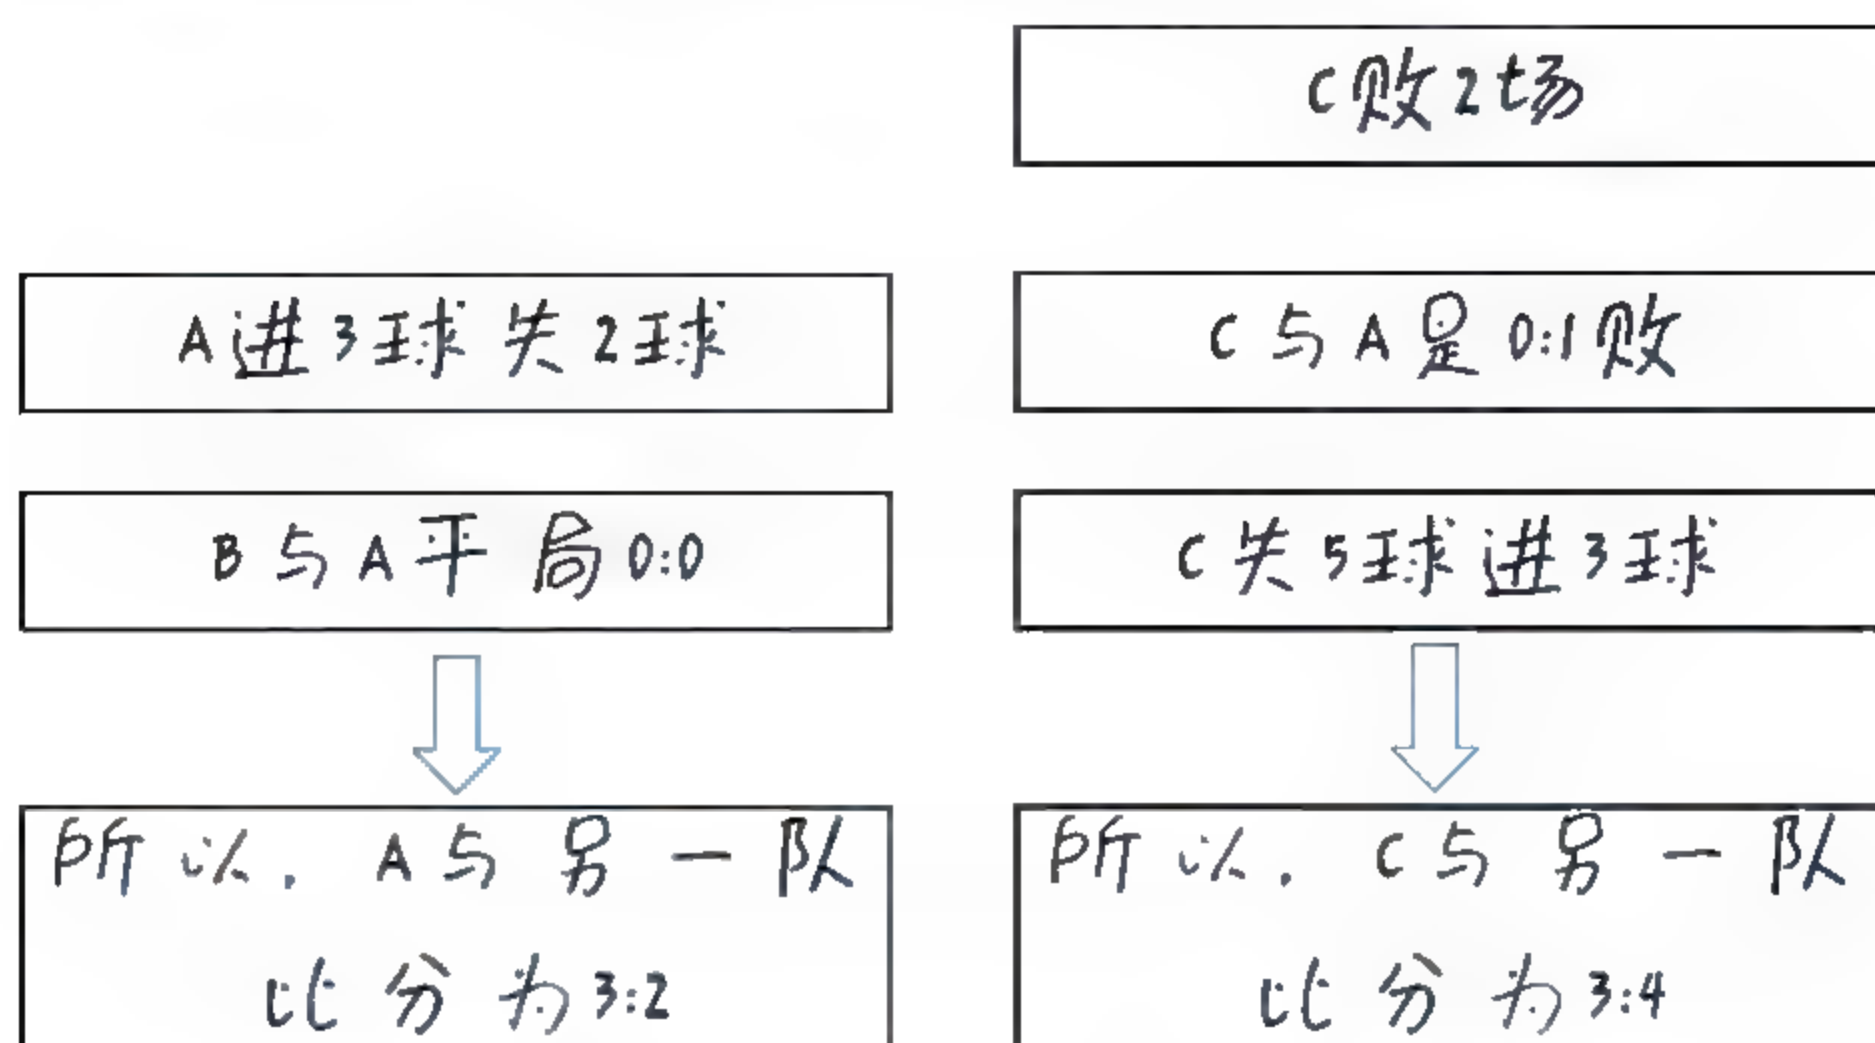 C败2场
A进3球失2球
C与A是0:1败
B与A平局0:0
C失5球进3球
所以.A与另一队
比分为3:2
所以.C与另一队
比分为3:4